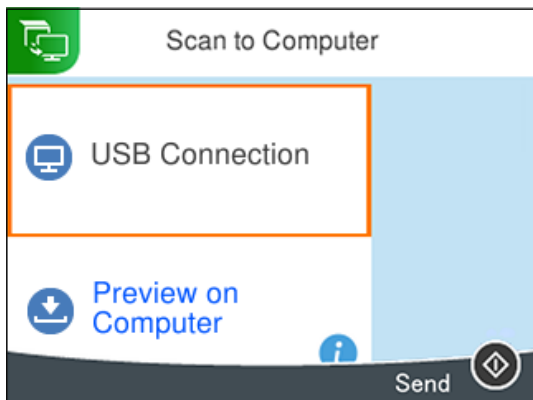 Scan to Computer
USB Connection
Preview on
Computer
i
Send